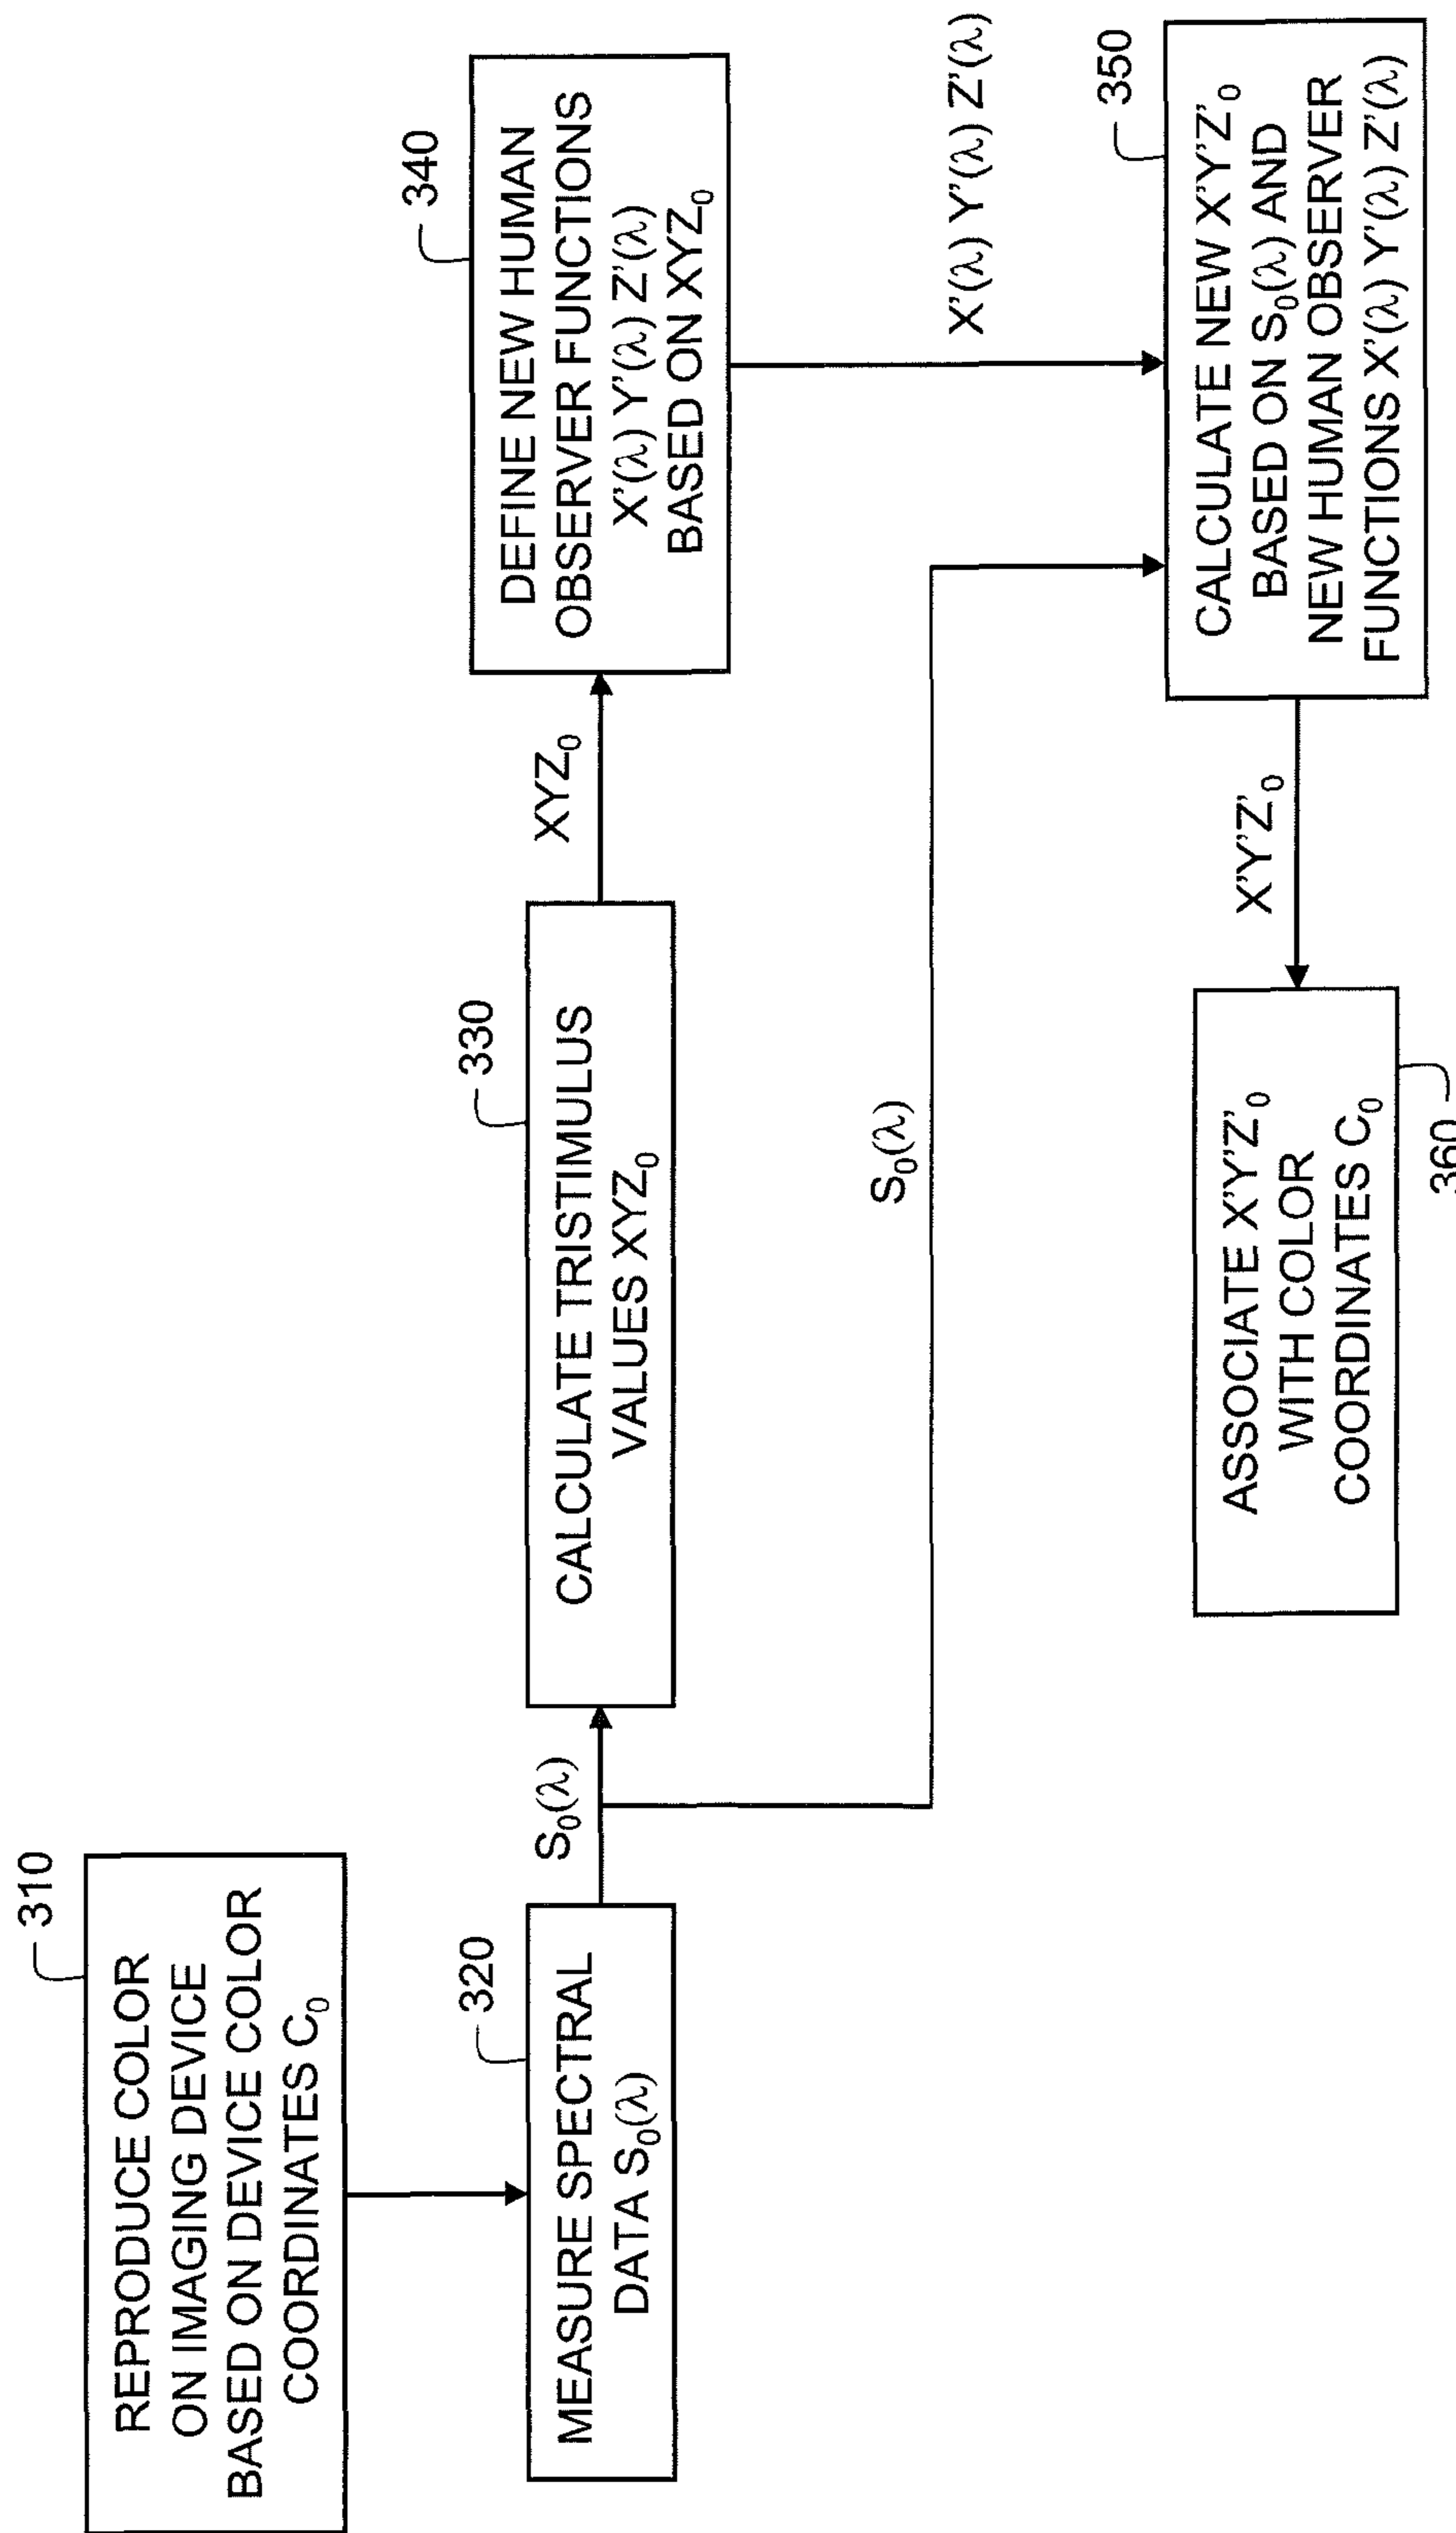 310
REPRODUCE COLOR
ON IMAGING DEVICE
BASED ON DEVICE COLOR
COORDINATES C₀
320
MEASURE SPECTRAL
DATA S₀(λ)
S₀(λ)
330
CALCULATE TRISTIMULUS
VALUES XYZ₀
XYZ₀
340
DEFINE NEW HUMAN
OBSERVER FUNCTIONS
X'(λ) Y'(λ) Z'(λ)
BASED ON XYZ₀
S₀(λ)
X'(λ) Y'(λ) Z'(λ)
350
CALCULATE NEW X'Y'Z'₀
BASED ON S₀(λ) AND
NEW HUMAN OBSERVER
FUNCTIONS X'(λ) Y'(λ) Z'(λ)
X'Y'Z'₀
ASSOCIATE X'Y'Z'₀
WITH COLOR
COORDINATES C₀
360